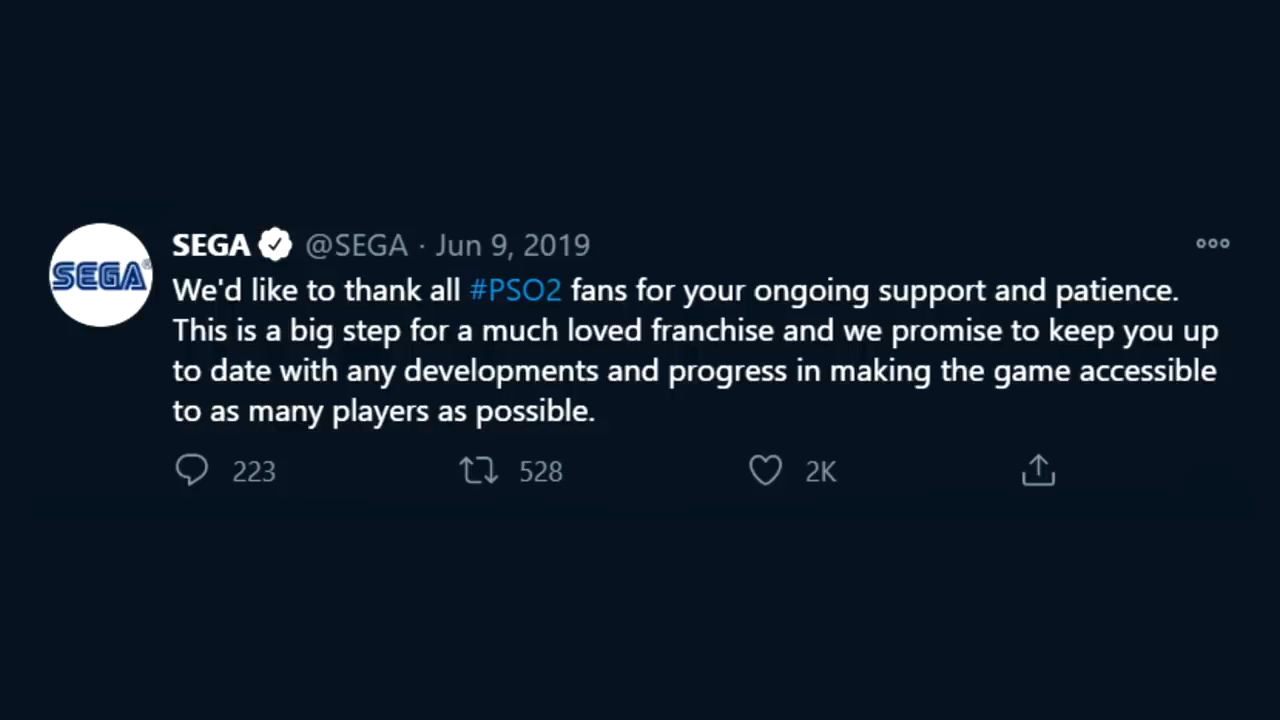 SEGA®
SEGA @SEGA · Jun 9, 2019
We'd like to thank all #PSO2 fans for your ongoing support and patience.
This is a big step for a much loved franchise and we promise to keep you up
to date with any developments and progress in making the game accessible
to as many players as possible.
223 528 2K